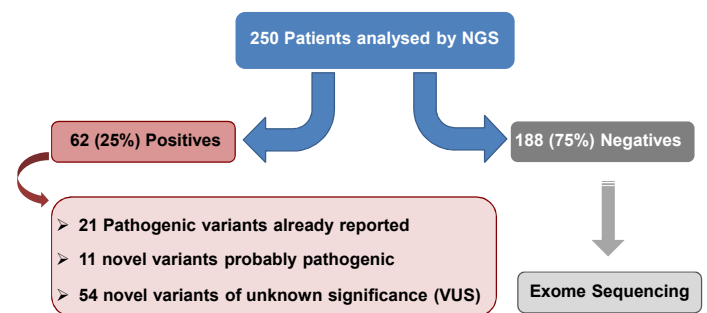 250 Patients analysed by NGS
62 (25%) Positives
188 (75%) Negatives
➢ 21 Pathogenic variants already reported
➢ 11 novel variants probably pathogenic
➢ 54 novel variants of unknown significance (VUS)
Exome Sequencing